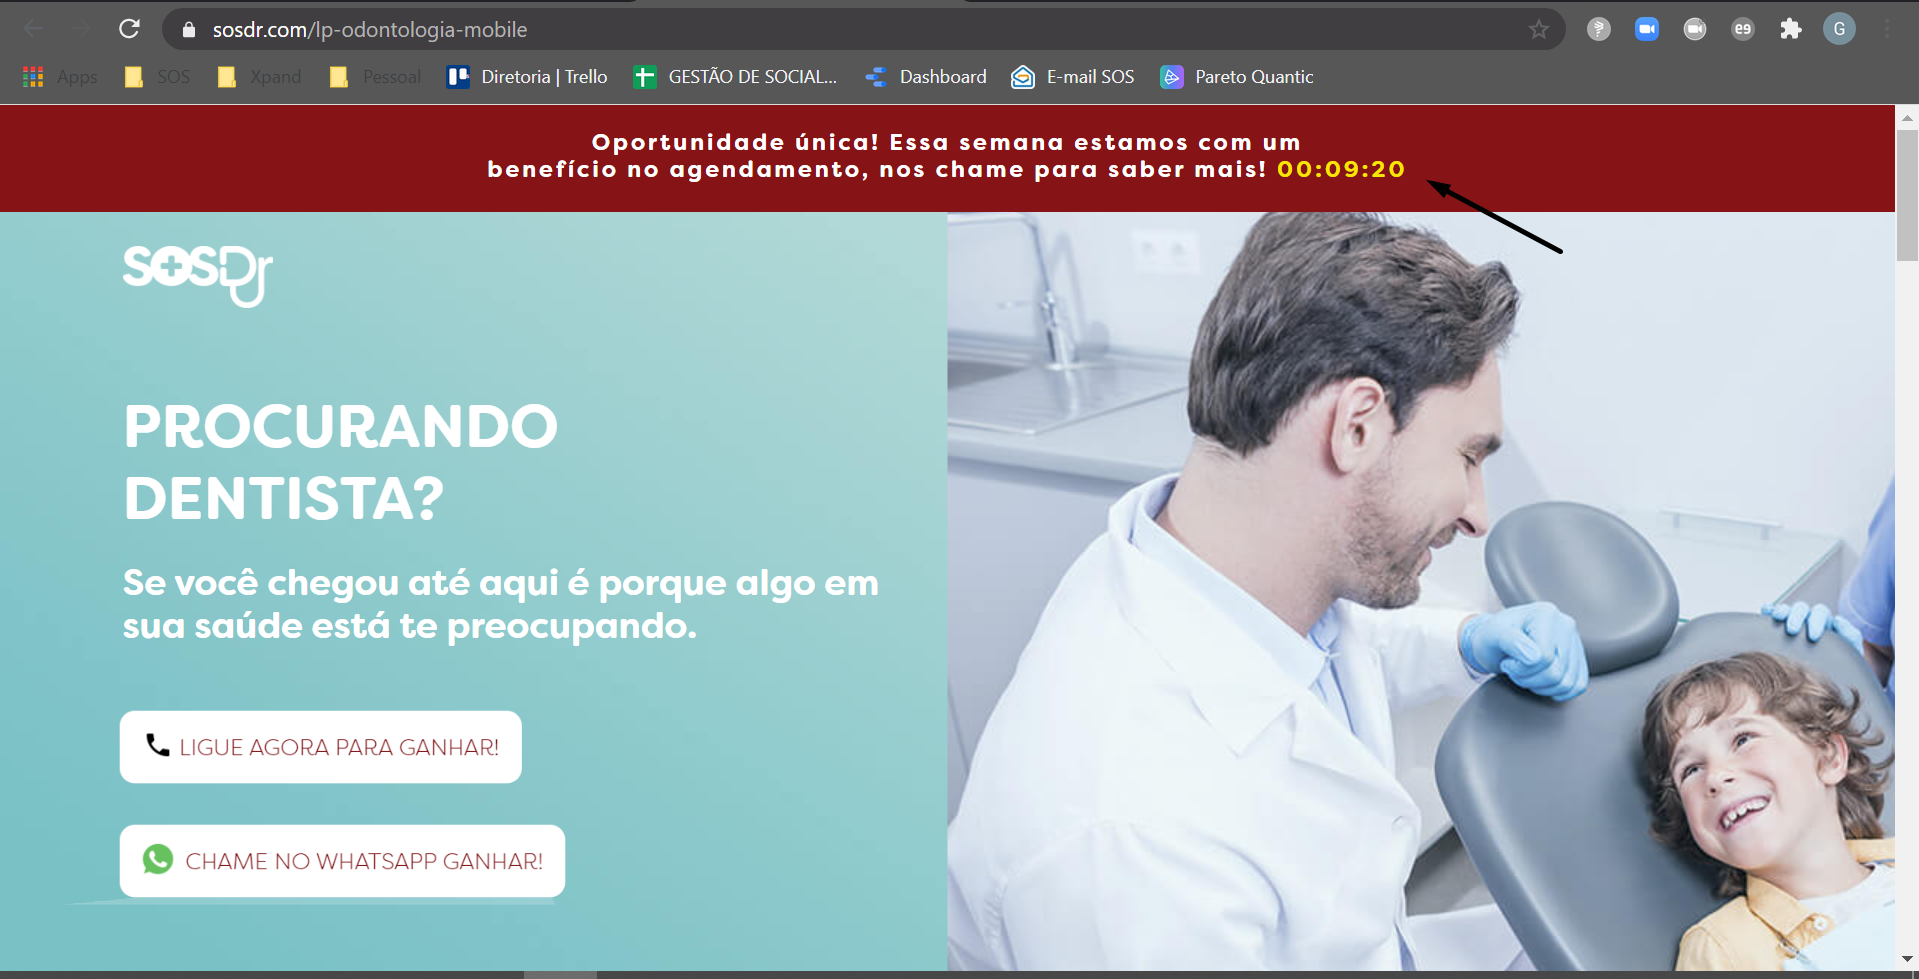 sosdr.com/lp-odontologia-mobile
G
Apps SOS Xpand Pessoal Diretoria | Trello GESTÃO DE SOCIAL... Dashboard E-mail SOS Pareto Quantic
Oportunidade única! Essa semana estamos com um
benefício no agendamento, nos chame para saber mais! 00:09:20
SOSDr
PROCURANDO
DENTISTA?
Se você chegou até aqui é porque algo em
sua saúde está te preocupando.
LIGUE AGORA PARA GANHAR!
CHAME NO WHATSAPP GANHAR!